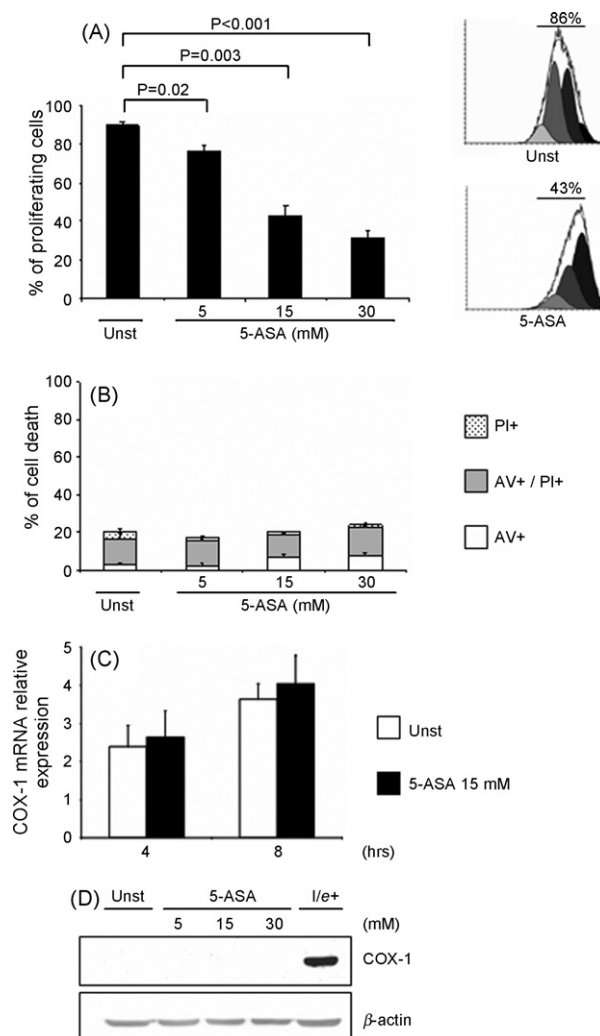 (A)
P<0.001
P=0.003
P=0.02
% of proliferating cells
100
80
60
40
20
0
5 15 30
Unst 5-ASA (mM)
86%
Unst
43%
5-ASA
(B)
% of cell death
100
80
60
40
20
0
5 15 30
Unst 5-ASA (mM)
PI+
AV+ / PI+
AV+
(C)
COX-1 mRNA relative
expression
5
4
3
2
1
0
4 8 (hrs)
Unst
5-ASA 15 mM
(D) Unst 5-ASA I/e+
5 15 30 (mM)
COX-1
β-actin